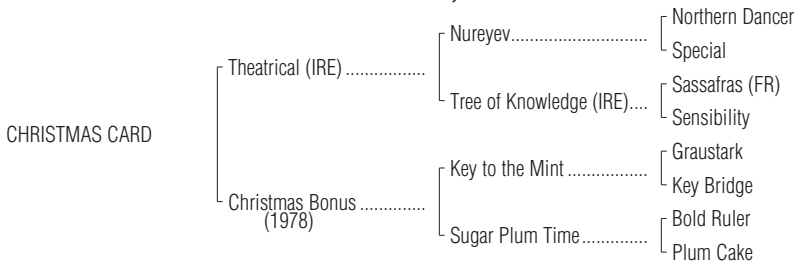 Northern Dancer
Nureyev............................
Special
Theatrical (IRE) .................
Sassafras (FR)
Tree of Knowledge (IRE)....
Sensibility
CHRISTMAS CARD
Graustark
Key to the Mint .................
Key Bridge
Christmas Bonus ..............
(1978)
Bold Ruler
Sugar Plum Time..............
Plum Cake